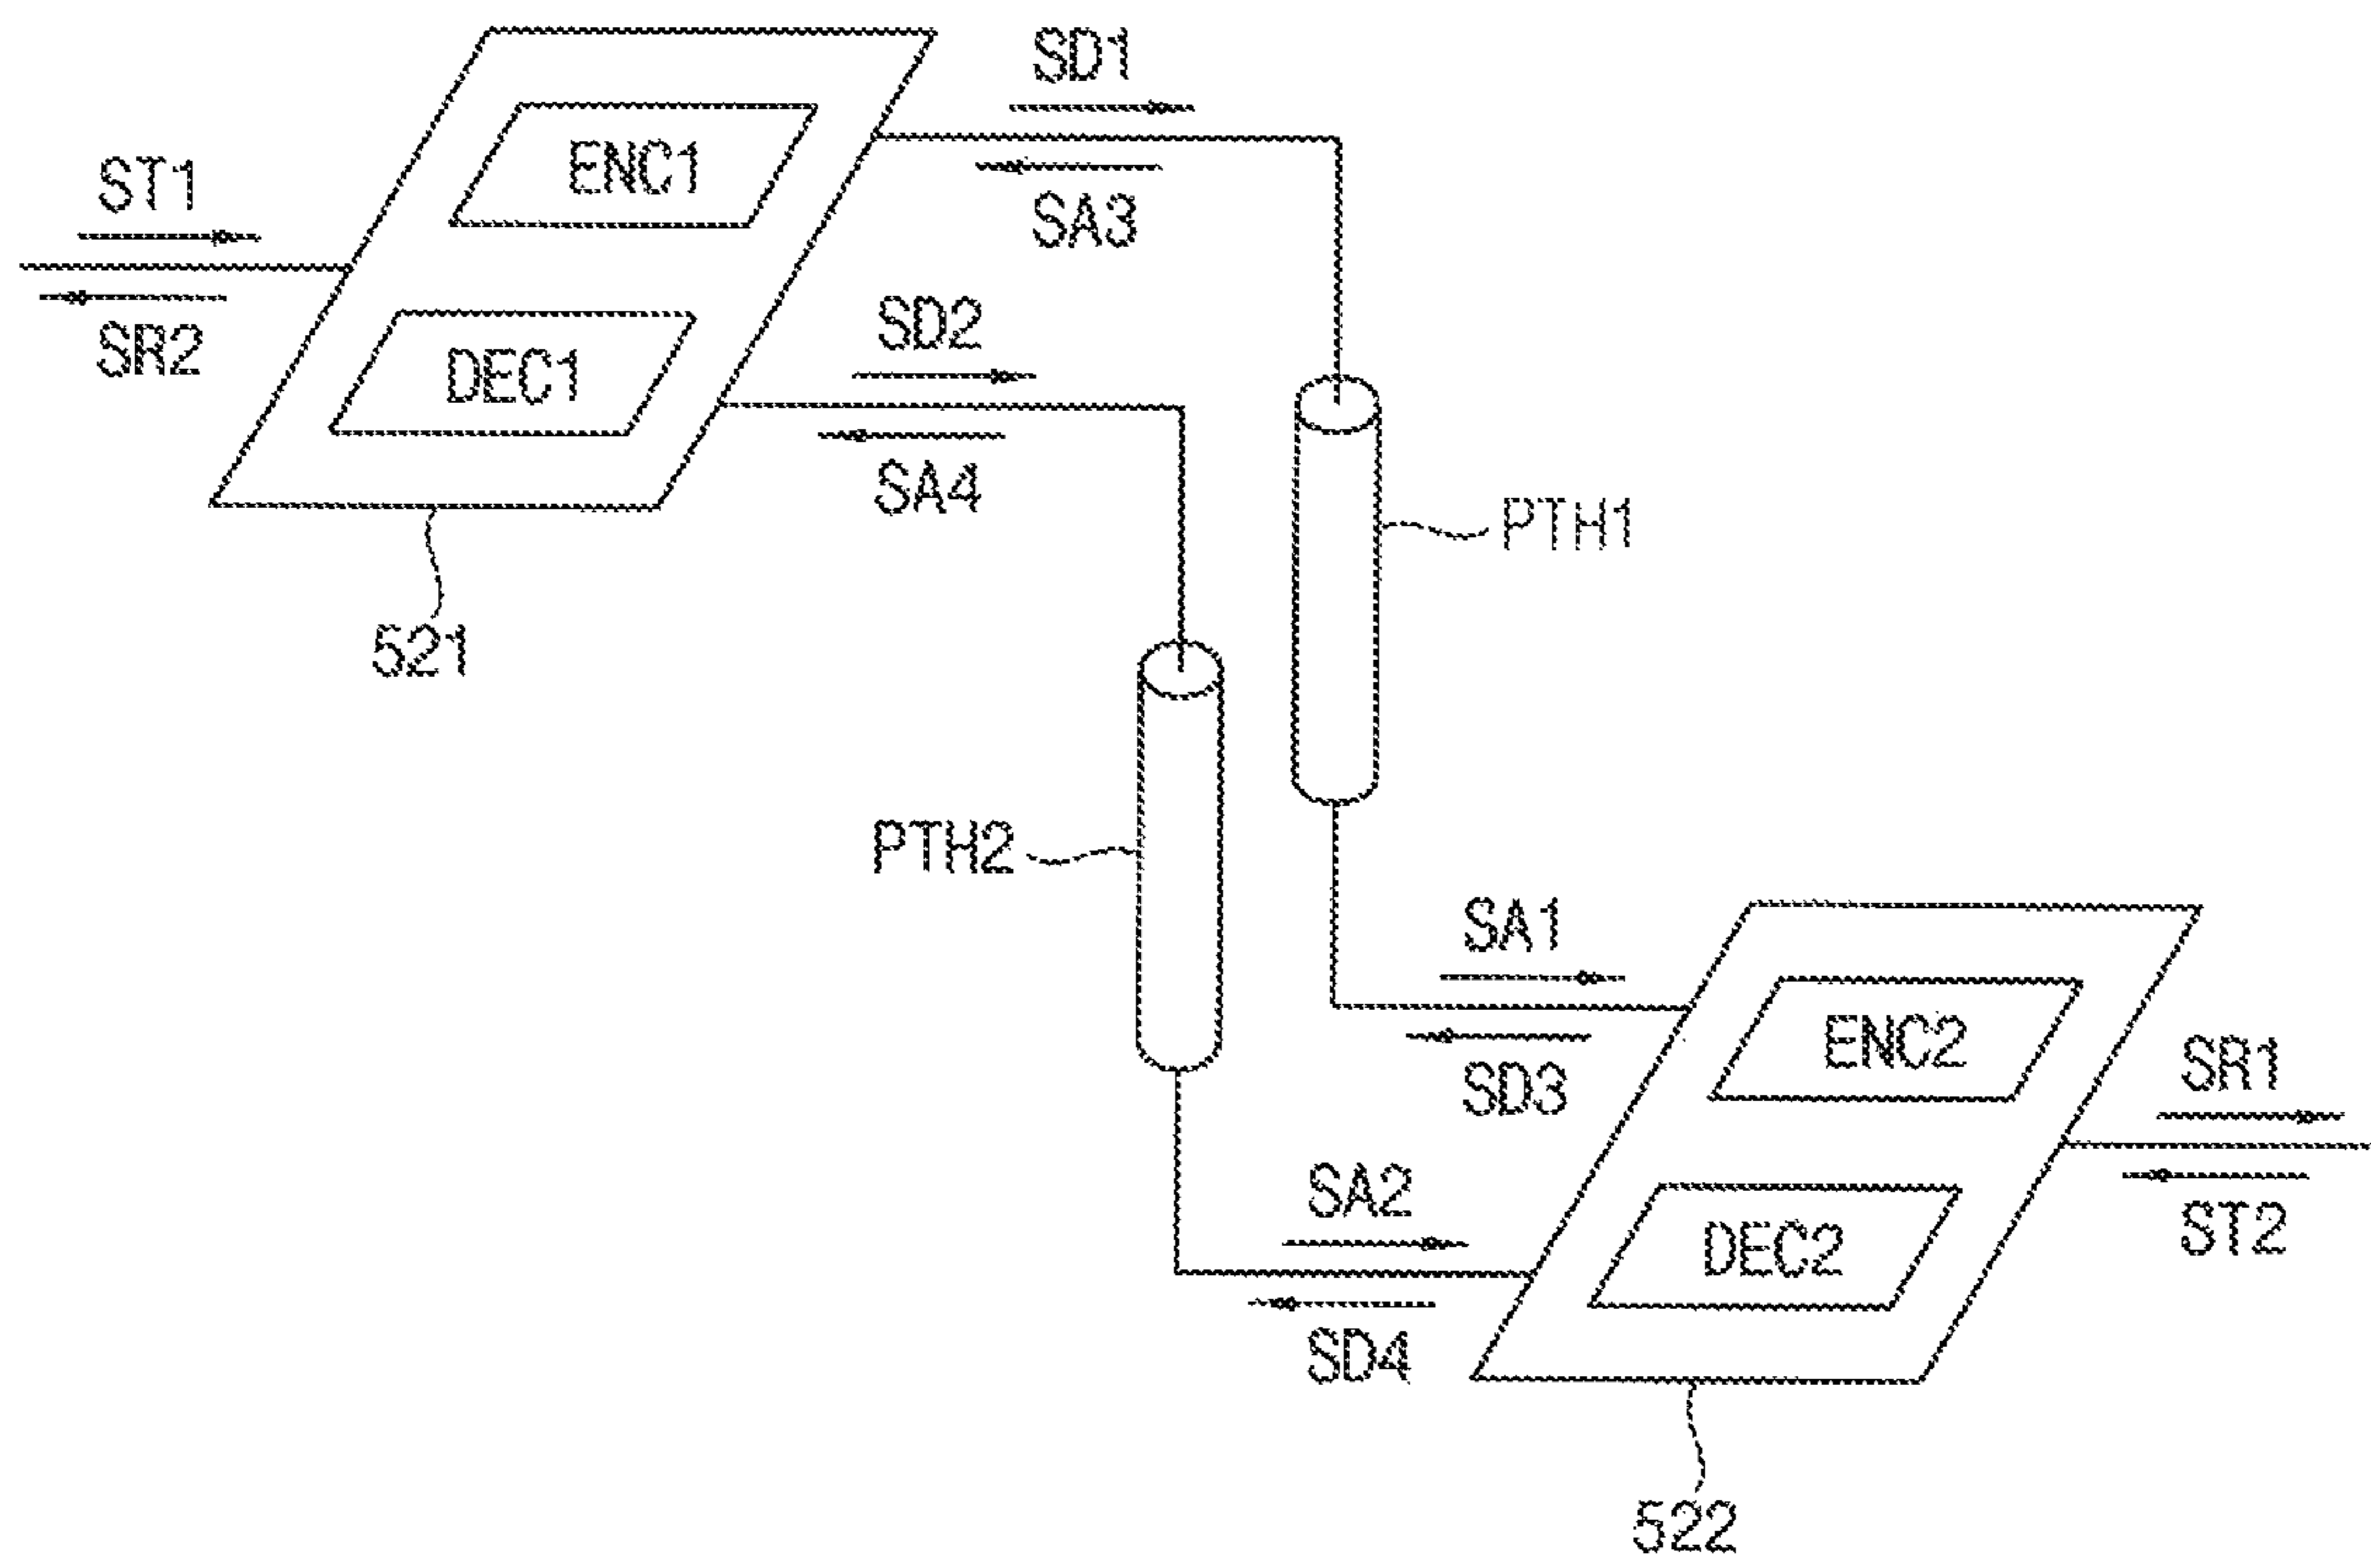 SD1
ENC1
ST1
SA3
SD2
SR2
DEC1
SA4
PTH1
521
PTH2
SA1
ENC2
SR1
SD3
SA2
DEC2
ST2
SD4
522